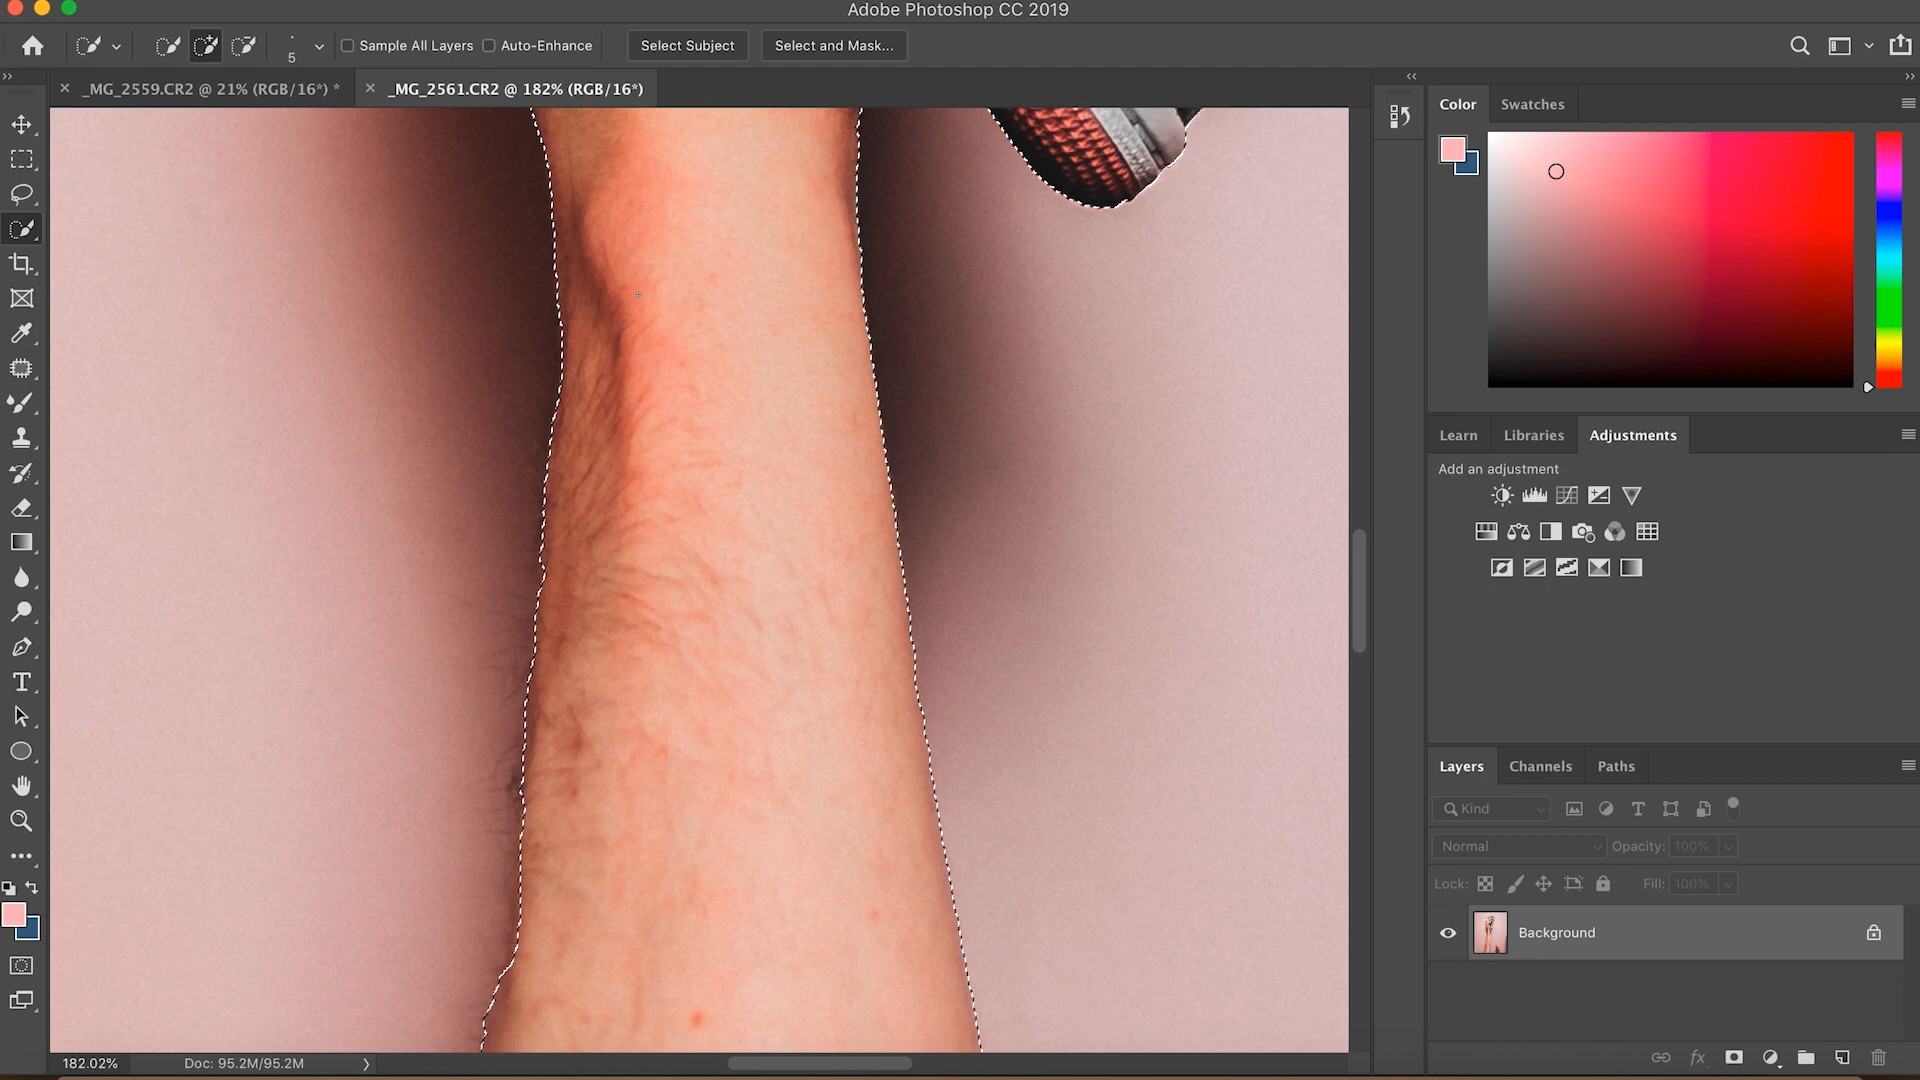 Adobe Photoshop CC 2019
5
Sample All Layers
Auto-Enhance
Select Subject
Select and Mask...
_MG_2559.CR2 @ 21% (RGB/16*) *
_MG_2561.CR2 @ 182% (RGB/16*)
Color
Swatches
Learn
Libraries
Adjustments
Add an adjustment
Layers
Channels
Paths
Kind
Normal
Opacity: 100%
Lock:
Fill: 100%
Background
fx
182.02%
Doc: 95.2M/95.2M